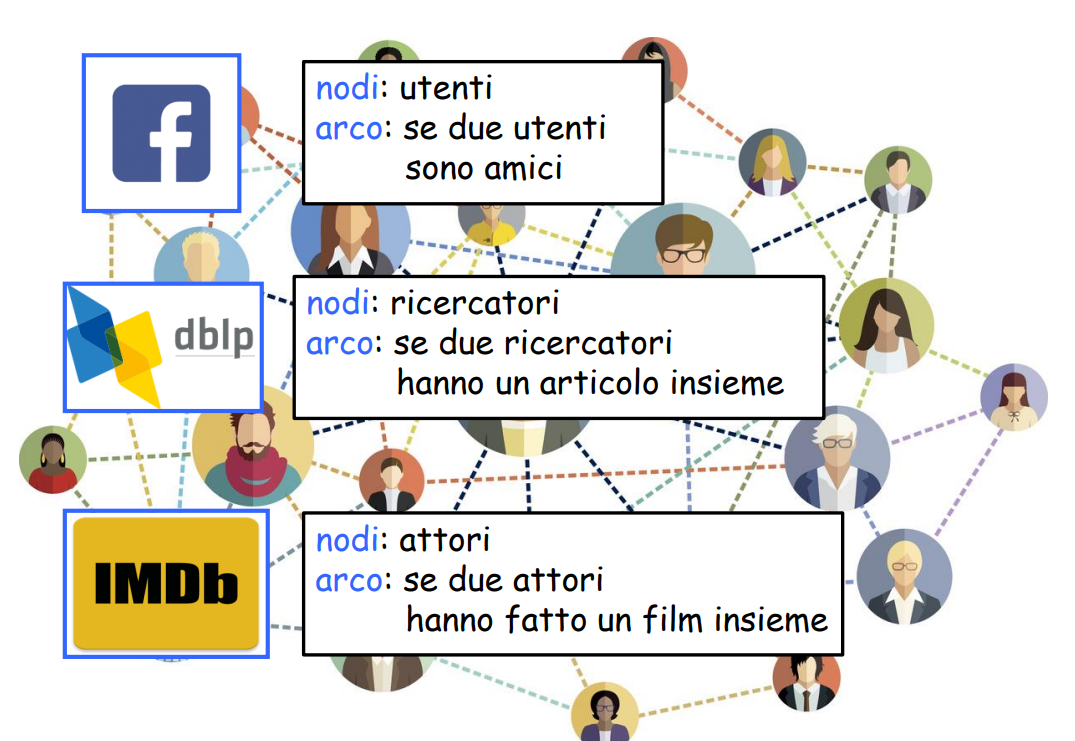 f
nodi: utenti
arco: se due utenti
sono amici
dblp
nodi: ricercatori
arco: se due ricercatori
hanno un articolo insieme
IMDb
nodi: attori
arco: se due attori
hanno fatto un film insieme